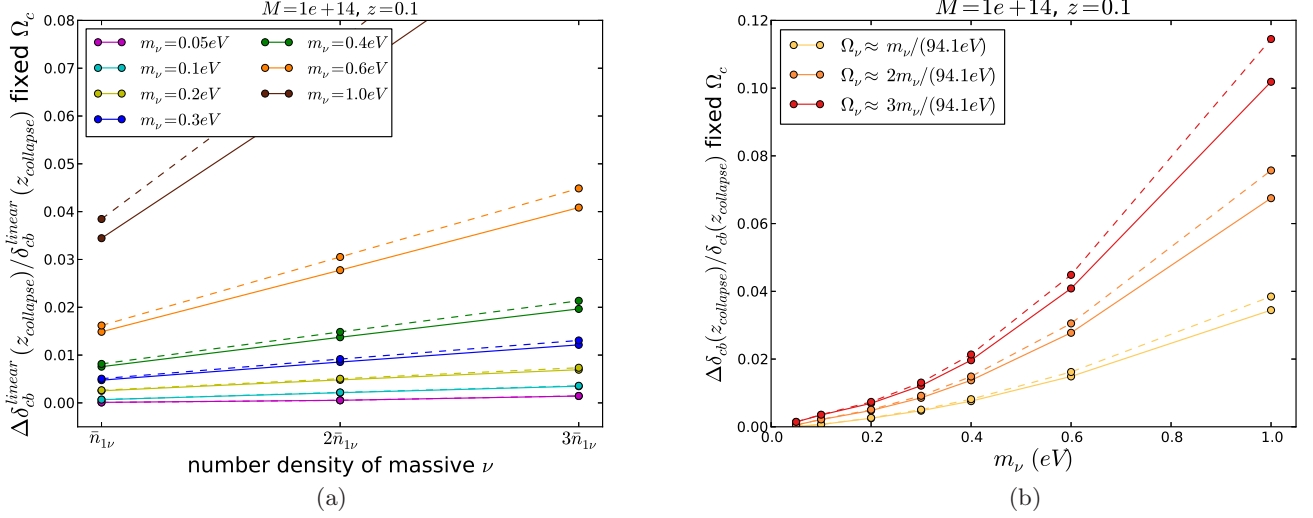 M=1e+14, z=0.1
Δδ_cb^linear(z_collapse)/δ_cb^linear(z_collapse) fixed Ω_c
0.08
0.07
0.06
0.05
0.04
0.03
0.02
0.01
0.00
m_ν=0.05eV
m_ν=0.1eV
m_ν=0.2eV
m_ν=0.3eV
m_ν=0.4eV
m_ν=0.6eV
m_ν=1.0eV
n̄_1ν 2n̄_1ν 3n̄_1ν
number density of massive ν
(a)
M=1e+14, z=0.1
Δδ_cb(z_collapse)/δ_cb(z_collapse) fixed Ω_c
0.12
0.10
0.08
0.06
0.04
0.02
0.00
Ω_ν≈ m_ν/(94.1eV)
Ω_ν≈ 2m_ν/(94.1eV)
Ω_ν≈ 3m_ν/(94.1eV)
0.0 0.2 0.4 0.6 0.8 1.0
m_ν (eV)
(b)